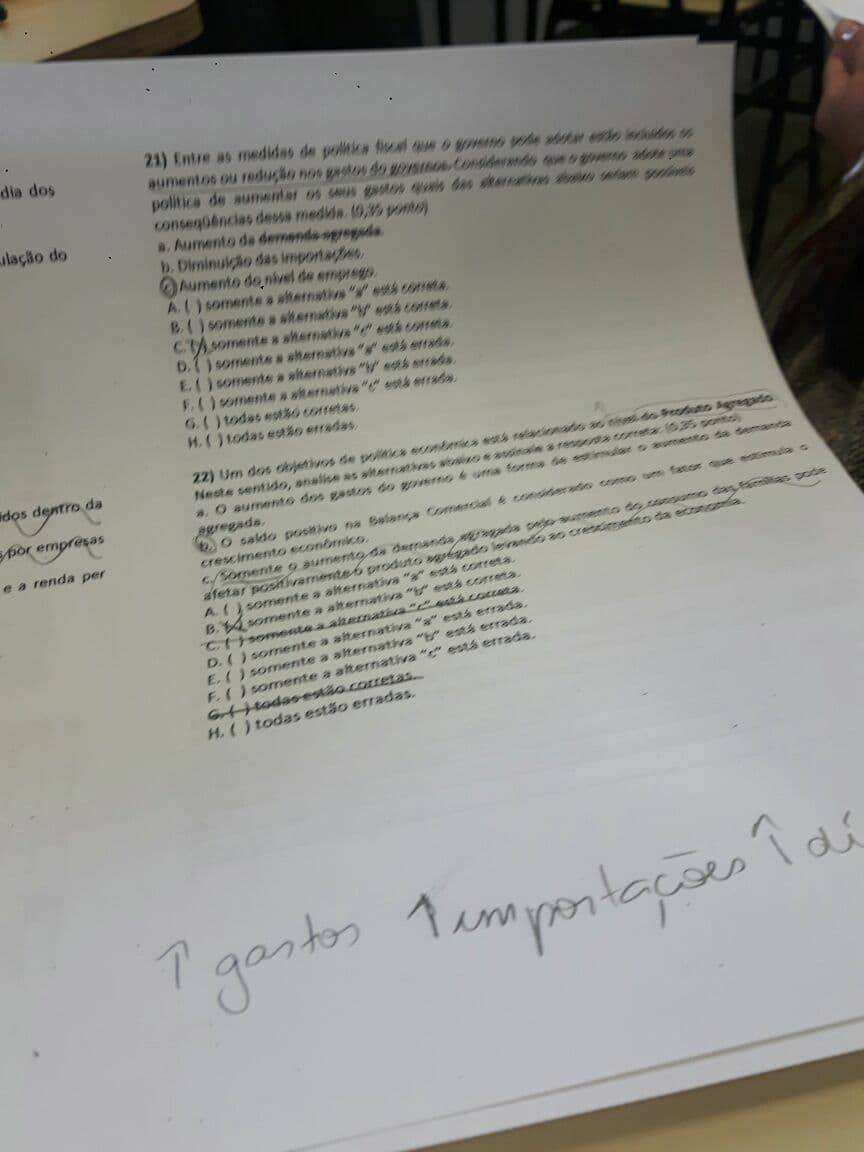 dia dos
ulação do
idos dentro da
por empresas
e a renda per
21) Entre as medidas de política fiscal que o governo pode adotar estão incluídos os
aumentos ou redução nos gastos do governo. Considerando que o governo adote uma
política de aumentar os seus gastos quais das alternativas abaixo seriam possíveis
conseqüências dessa medida. (0,35 ponto)
a. Aumento da demanda agregada.
b. Diminuição das importações.
c. Aumento do nível de emprego.
A. ( ) somente a alternativa "a" está correta.
B. ( ) somente a alternativa "b" está correta.
C. (X) somente a alternativa "c" está correta.
D. ( ) somente a alternativa "a" está errada.
E. ( ) somente a alternativa "b" está errada.
F. ( ) somente a alternativa "c" está errada.
G. ( ) todas estão corretas.
H. ( ) todas estão erradas.
22) Um dos objetivos de política econômica está relacionado ao nível do Produto Agregado
Neste sentido, analise as alternativas abaixo e assinale a resposta correta: (0,35 ponto)
a. O aumento dos gastos do governo é uma forma de estimular o aumento da demanda
agregada.
b. O saldo positivo na Balança Comercial é considerado como um fator que estimula o
crescimento econômico.
c. Somente o aumento da demanda agregada pelo aumento do consumo das famílias pode
afetar positivamente o produto agregado levando ao crescimento da economia.
A. ( ) somente a alternativa "a" está correta.
B. (X) somente a alternativa "b" está correta.
C. ( ) somente a alternativa "c" está correta.
D. ( ) somente a alternativa "a" está errada.
E. ( ) somente a alternativa "b" está errada.
F. ( ) somente a alternativa "c" está errada.
G. ( ) todas estão corretas.
H. ( ) todas estão erradas.
↑ gastos ↑ importações ↑ dí